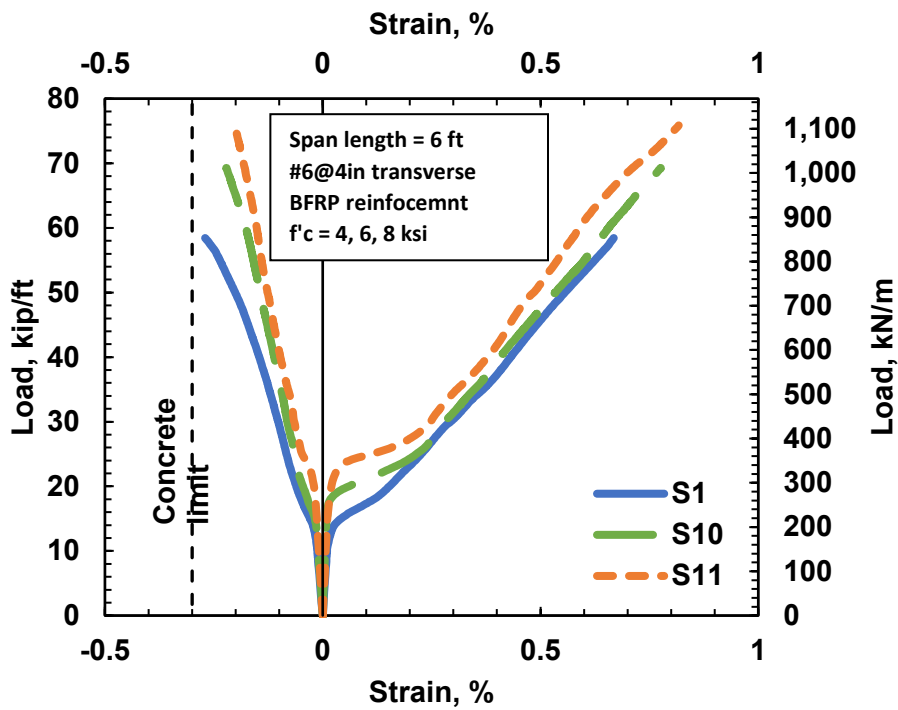 Strain, %
-0.5 0 0.5 1
80
70
60
50
40
30
20
10
0
Load, kip/ft
Span length = 6 ft
#6@4in transverse
BFRP reinfocemnt
f'c = 4, 6, 8 ksi
Concrete
limit
S1
S10
S11
1,100
1,000
900
800
700
600
500
400
300
200
100
0
Load, kN/m
-0.5 0 0.5 1
Strain, %